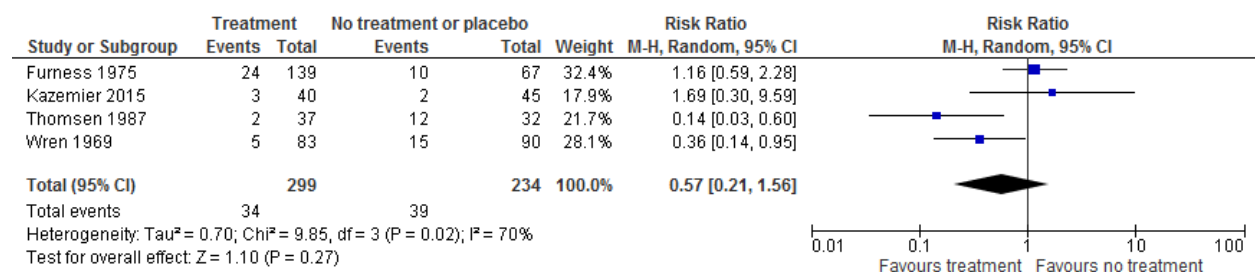 Treatment No treatment or placebo Risk Ratio Risk Ratio
Study or Subgroup Events Total Events Total Weight M-H, Random, 95% CI M-H, Random, 95% CI
Furness 1975 24 139 10 67 32.4% 1.16 [0.59, 2.28]
Kazemier 2015 3 40 2 45 17.9% 1.69 [0.30, 9.59]
Thomsen 1987 2 37 12 32 21.7% 0.14 [0.03, 0.60]
Wren 1969 5 83 15 90 28.1% 0.36 [0.14, 0.95]
Total (95% CI) 299 234 100.0% 0.57 [0.21, 1.56]
Total events 34 39
Heterogeneity: Tau² = 0.70; Chi² = 9.85, df = 3 (P = 0.02); I² = 70%
Test for overall effect: Z = 1.10 (P = 0.27)
0.01 0.1 1 10 100
Favours treatment Favours no treatment